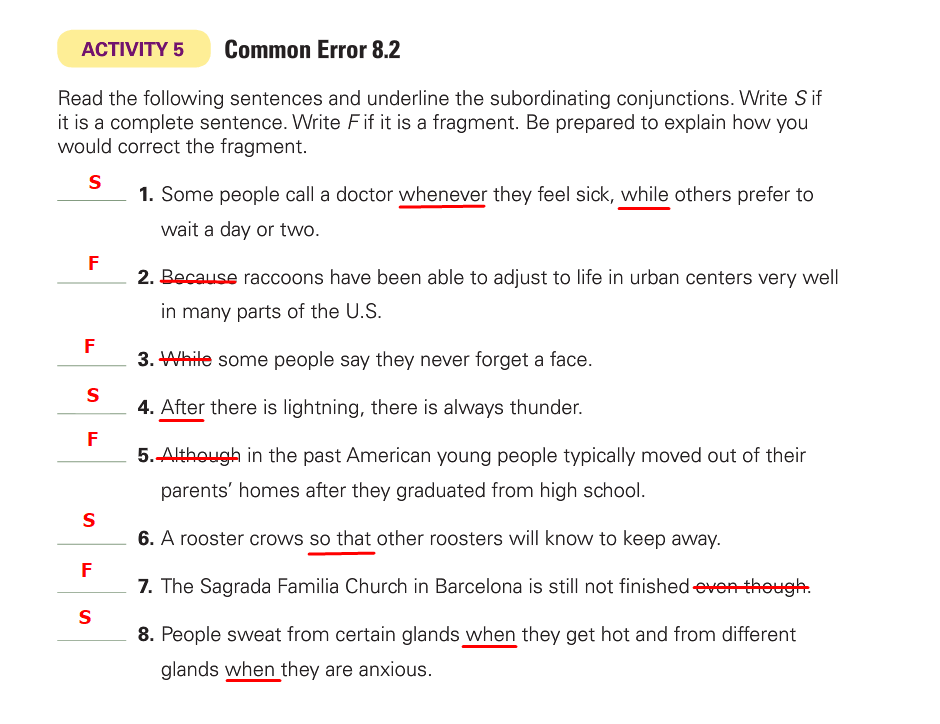 ACTIVITY 5 Common Error 8.2
Read the following sentences and underline the subordinating conjunctions. Write S if
it is a complete sentence. Write F if it is a fragment. Be prepared to explain how you
would correct the fragment.
S 1. Some people call a doctor whenever they feel sick, while others prefer to
wait a day or two.
F 2. Because raccoons have been able to adjust to life in urban centers very well
in many parts of the U.S.
F 3. While some people say they never forget a face.
S 4. After there is lightning, there is always thunder.
F 5. Although in the past American young people typically moved out of their
parents’ homes after they graduated from high school.
S 6. A rooster crows so that other roosters will know to keep away.
F 7. The Sagrada Familia Church in Barcelona is still not finished even though.
S 8. People sweat from certain glands when they get hot and from different
glands when they are anxious.